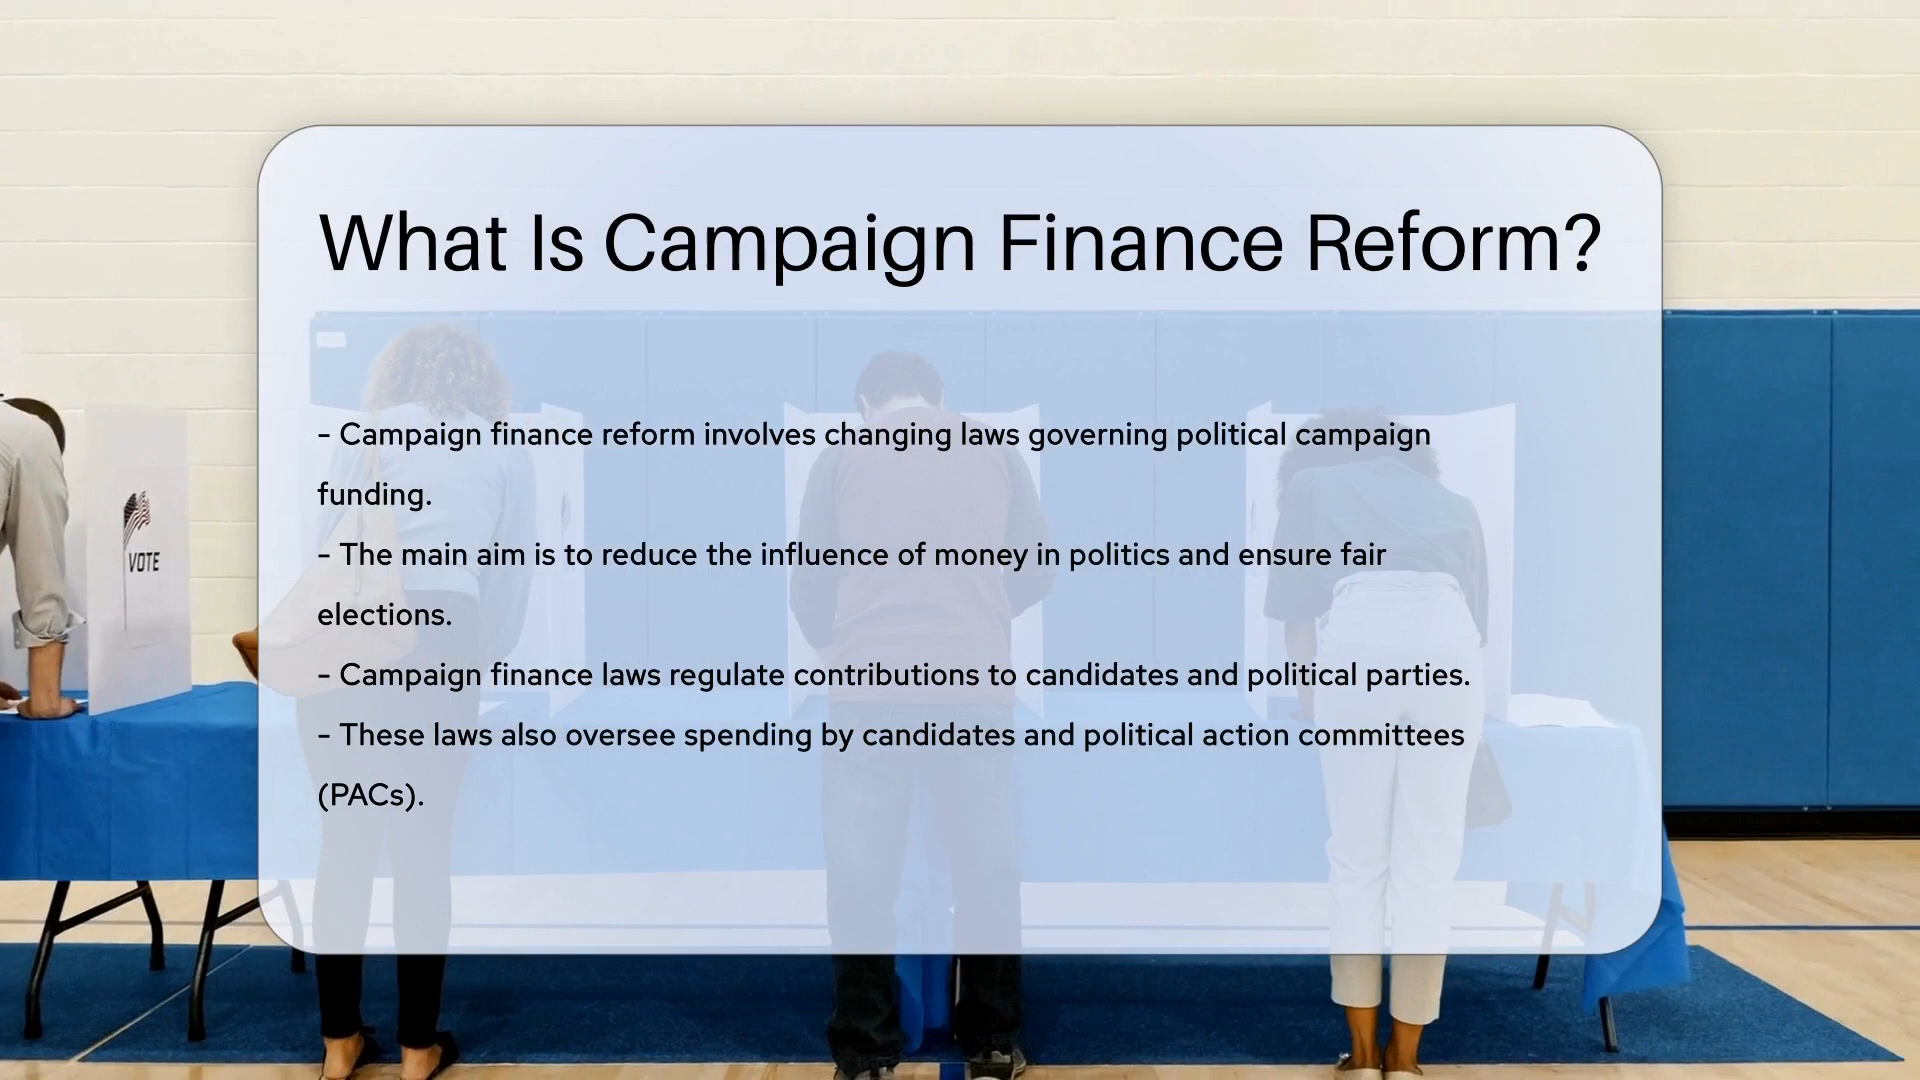 What Is Campaign Finance Reform?
- Campaign finance reform involves changing laws governing political campaign
funding.
- The main aim is to reduce the influence of money in politics and ensure fair
elections.
- Campaign finance laws regulate contributions to candidates and political parties.
- These laws also oversee spending by candidates and political action committees
(PACs).
VOTE